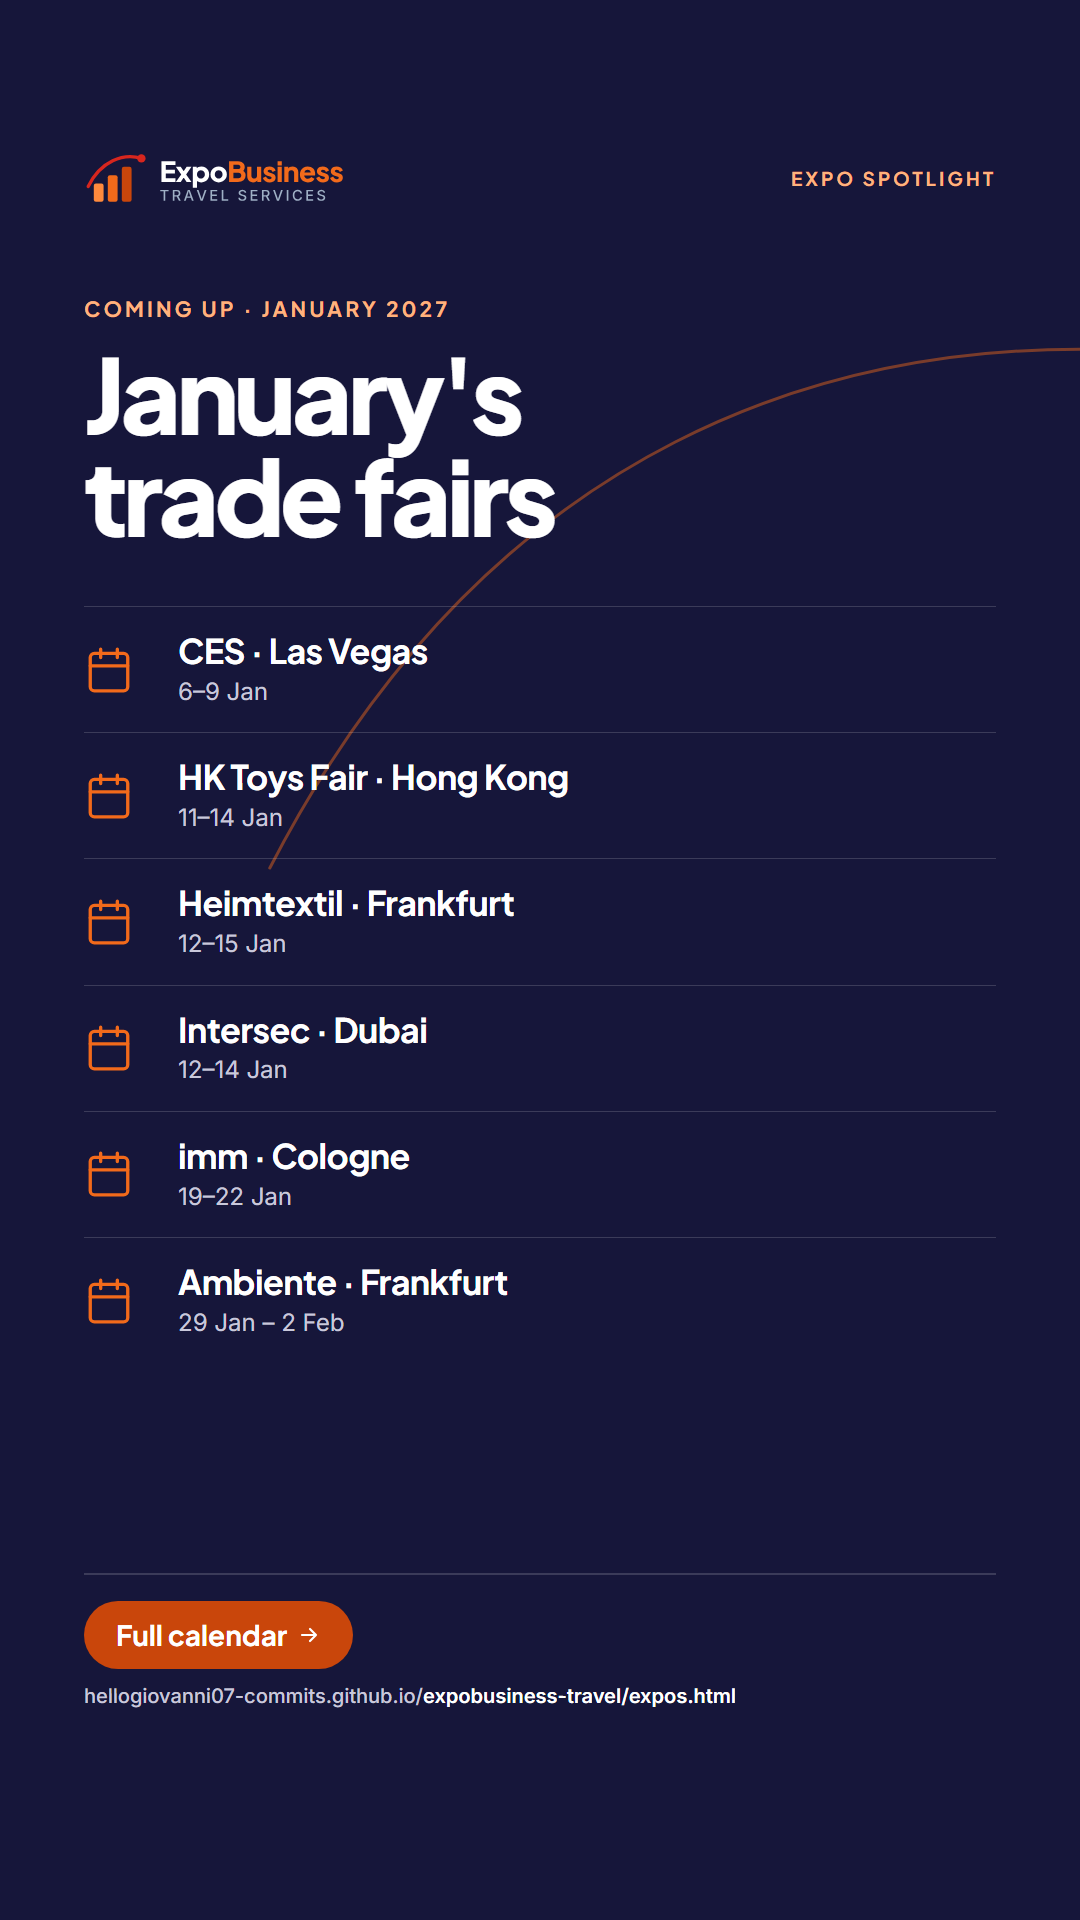 ExpoBusiness
TRAVEL SERVICES
EXPO SPOTLIGHT
COMING UP · JANUARY 2027
January's
trade fairs
CES · Las Vegas
6–9 Jan
HK Toys Fair · Hong Kong
11–14 Jan
Heimtextil · Frankfurt
12–15 Jan
Intersec · Dubai
12–14 Jan
imm · Cologne
19–22 Jan
Ambiente · Frankfurt
29 Jan – 2 Feb
Full calendar →
hellogiovanni07-commits.github.io/expobusiness-travel/expos.html